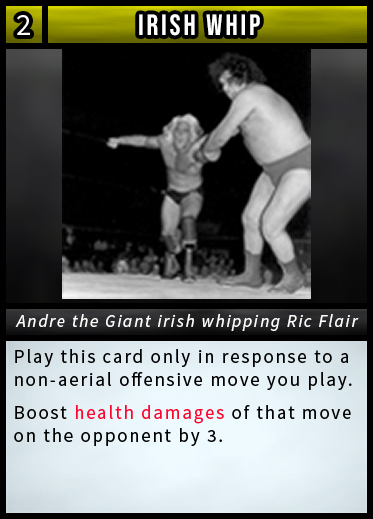 2
IRISH WHIP
Andre the Giant irish whipping Ric Flair
Play this card only in response to a
non-aerial offensive move you play.
Boost health damages of that move
on the opponent by 3.